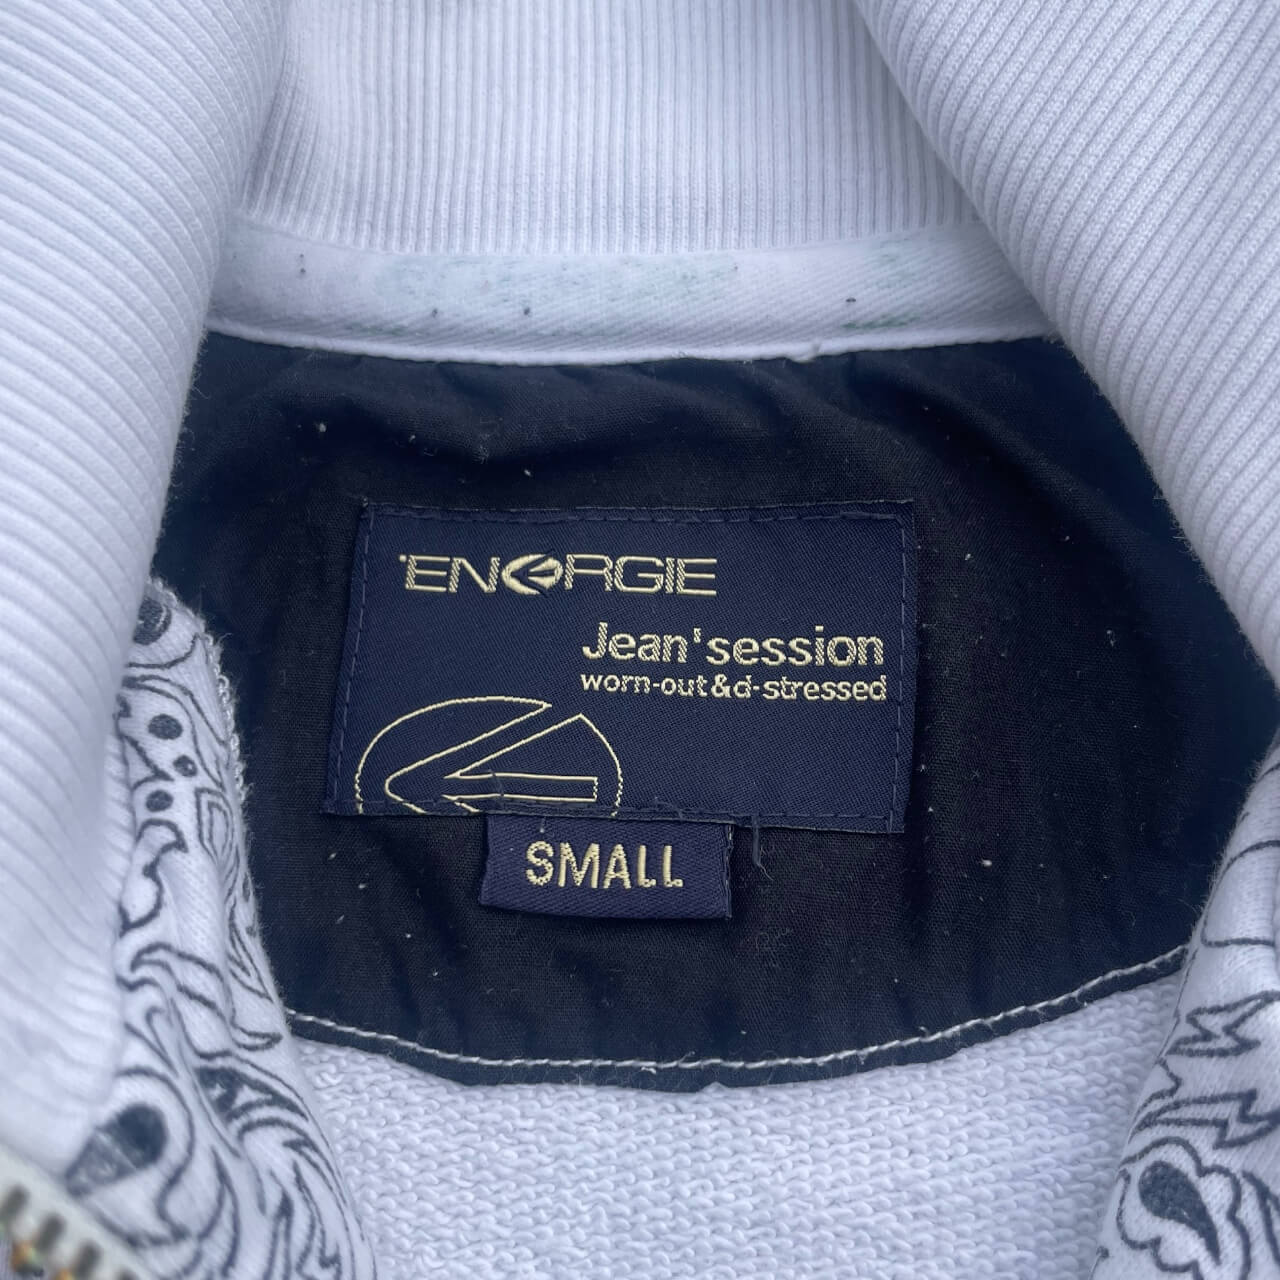 'ENERGIE
Jean'session
worn-out&d-stressed
SMALL